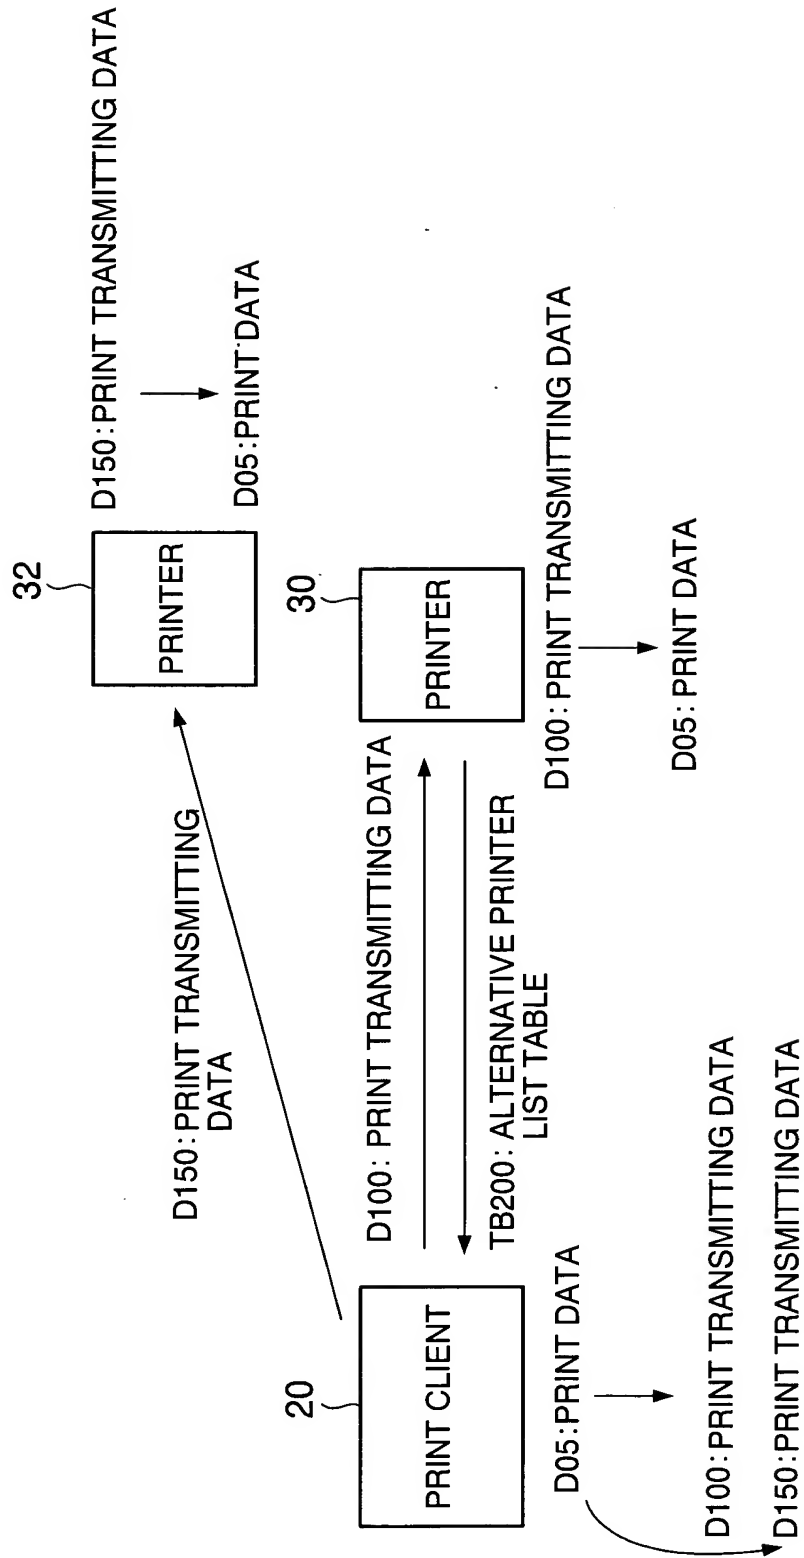 32
PRINTER
D150:PRINT TRANSMITTING DATA
D05:PRINT DATA
D150:PRINT TRANSMITTING
DATA
20
PRINT CLIENT
D100: PRINT TRANSMITTING DATA
TB200: ALTERNATIVE PRINTER
LIST TABLE
30
PRINTER
D100: PRINT TRANSMITTING DATA
D05: PRINT DATA
D05:PRINT DATA
D100:PRINT TRANSMITTING DATA
D150:PRINT TRANSMITTING DATA